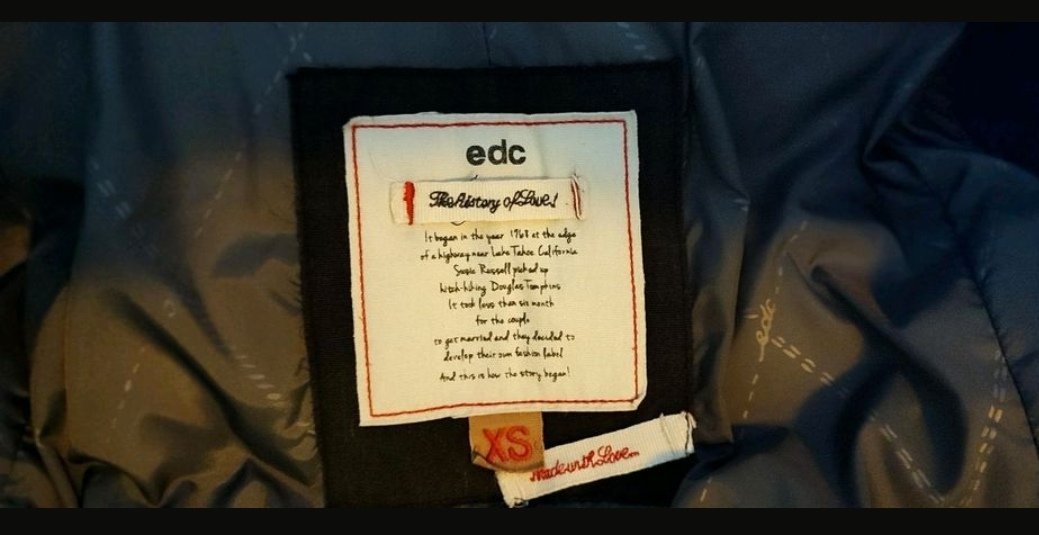 edc
The history of Love!
It began in the year 1968 at the edge
of a highway near Lake Tahoe California
Susie Russell picked up
hitch-hiking Douglas Tompkins
It took less than six month
for the couple
to get married and they decided to
develop their own fashion label
And this is how the story began!
XS
Made with Love
edc